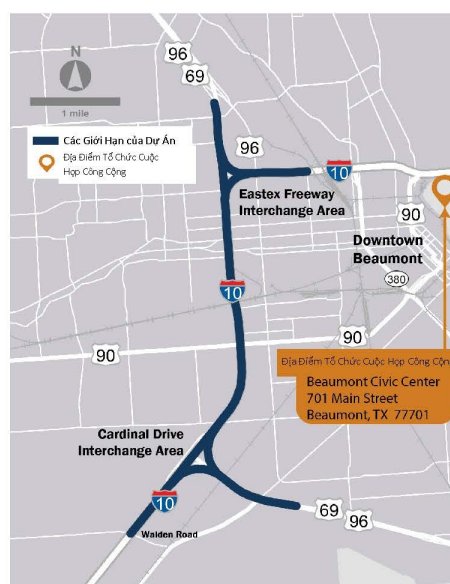 96
69
N
1 mile
Các Giới Hạn của Dự Án
Địa Điểm Tổ Chức Cuộc
Họp Công Cộng
96
10
Eastex Freeway
Interchange Area
90
Downtown
Beaumont
380
10
90
90
Địa Điểm Tổ Chức Cuộc Họp Công Cộn
Beaumont Civic Center
701 Main Street
Beaumont, TX 77701
Cardinal Drive
Interchange Area
10
69
96
Walden Road